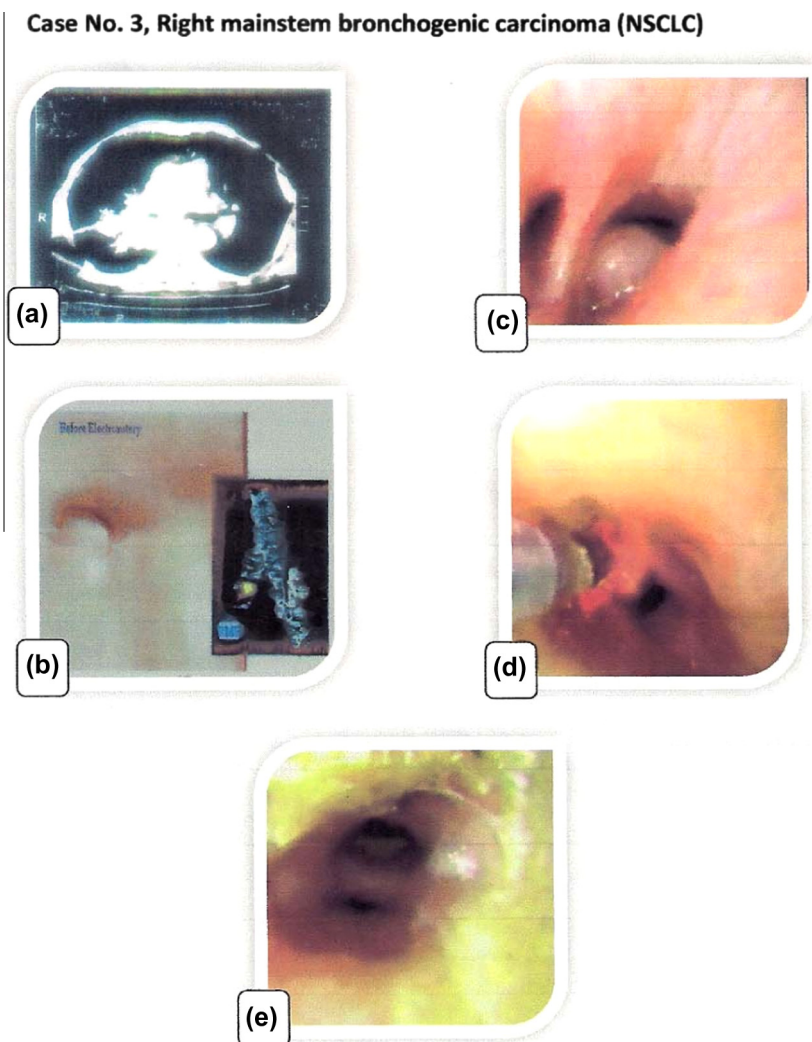 Case No. 3, Right mainstem bronchogenic carcinoma (NSCLC)
R
(a)
(c)
Before Electrocautery
(b)
(d)
(e)